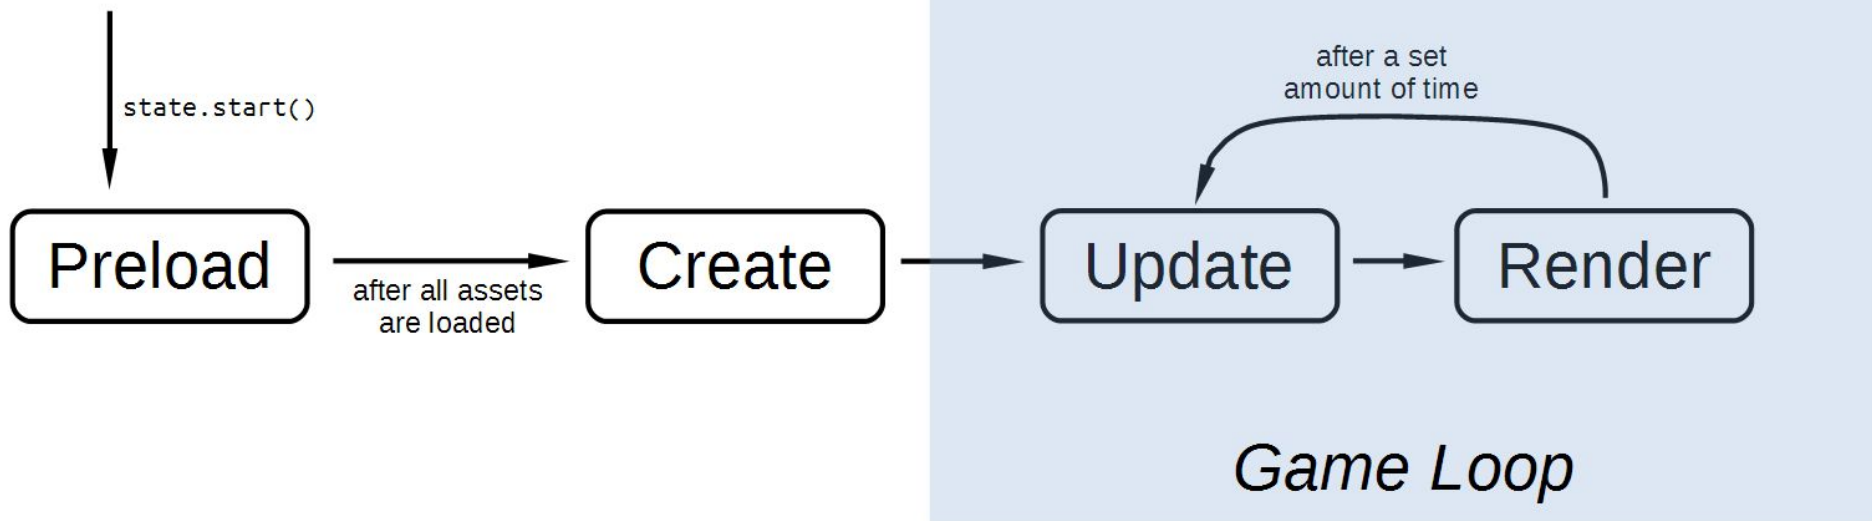 state.start()
Preload
after all assets
are loaded
Create
after a set
amount of time
Update
Render
Game Loop